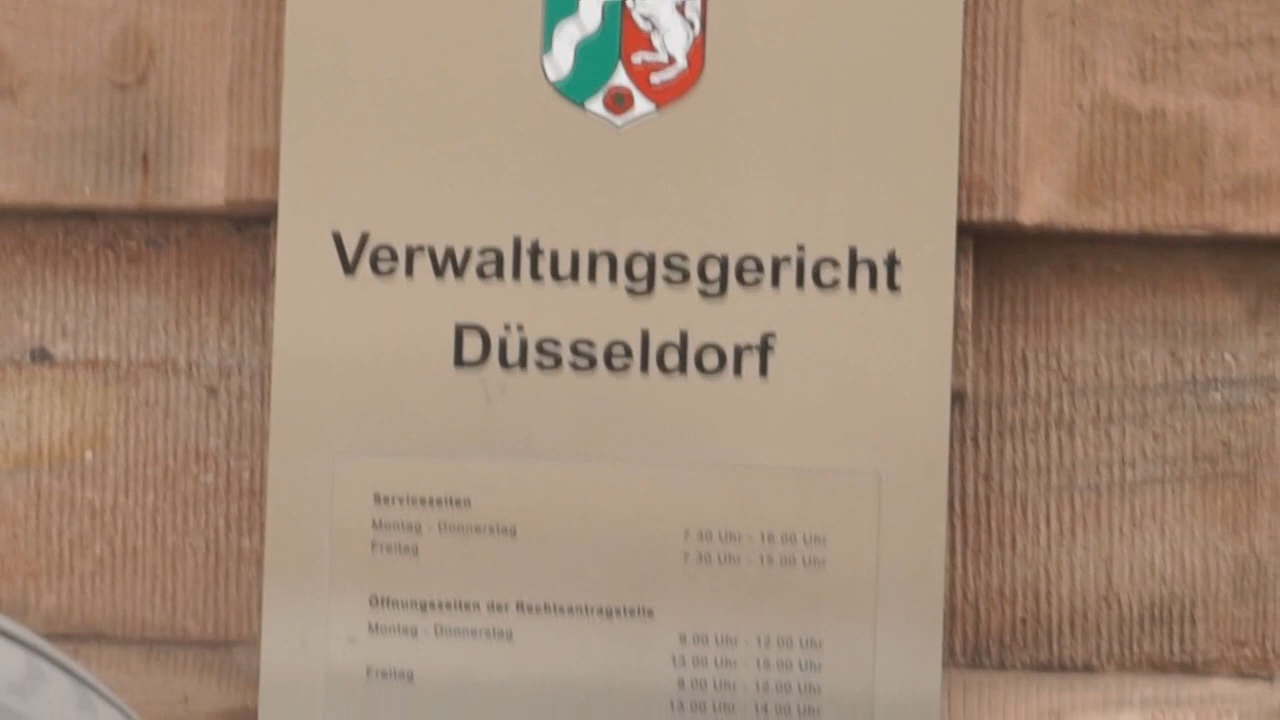 Verwaltungsgericht
Düsseldorf
Servicezeiten
Montag - Donnerstag 7.30 Uhr - 16.00 Uhr
Freitag 7.30 Uhr - 15.00 Uhr
Öffnungszeiten der Rechtsantragstelle
Montag - Donnerstag 9.00 Uhr - 12.00 Uhr
13.00 Uhr - 15.00 Uhr
Freitag 9.00 Uhr - 12.00 Uhr
13.00 Uhr - 14.00 Uhr